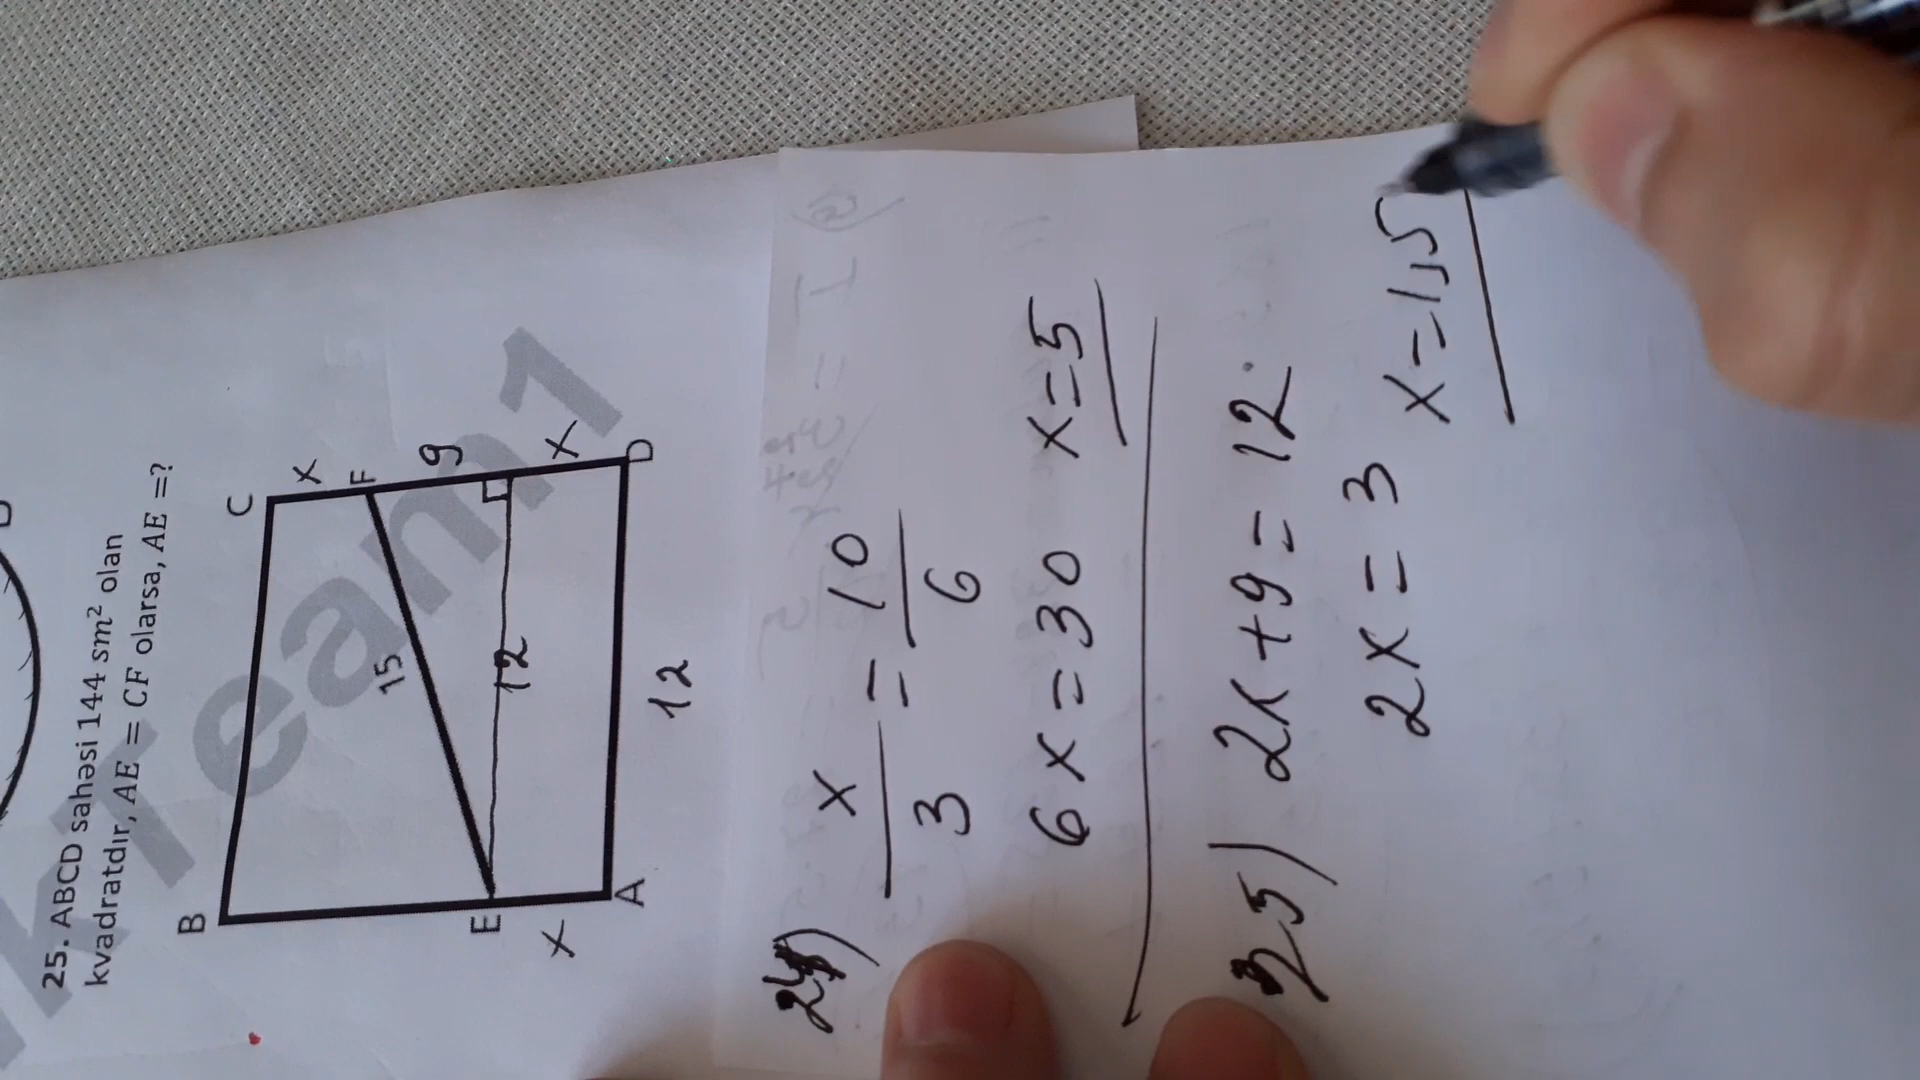 25. ABCD sahəsi 144 sm² olan
kvadratdır, AE = CF olarsa, AE =?
B
C
x
F
9
15
12
E
x
x
A
D
12
Team1
24) x/3 = 10/6
6x = 30 x=5
25) 2x+9=12
2x = 3
x=1,5